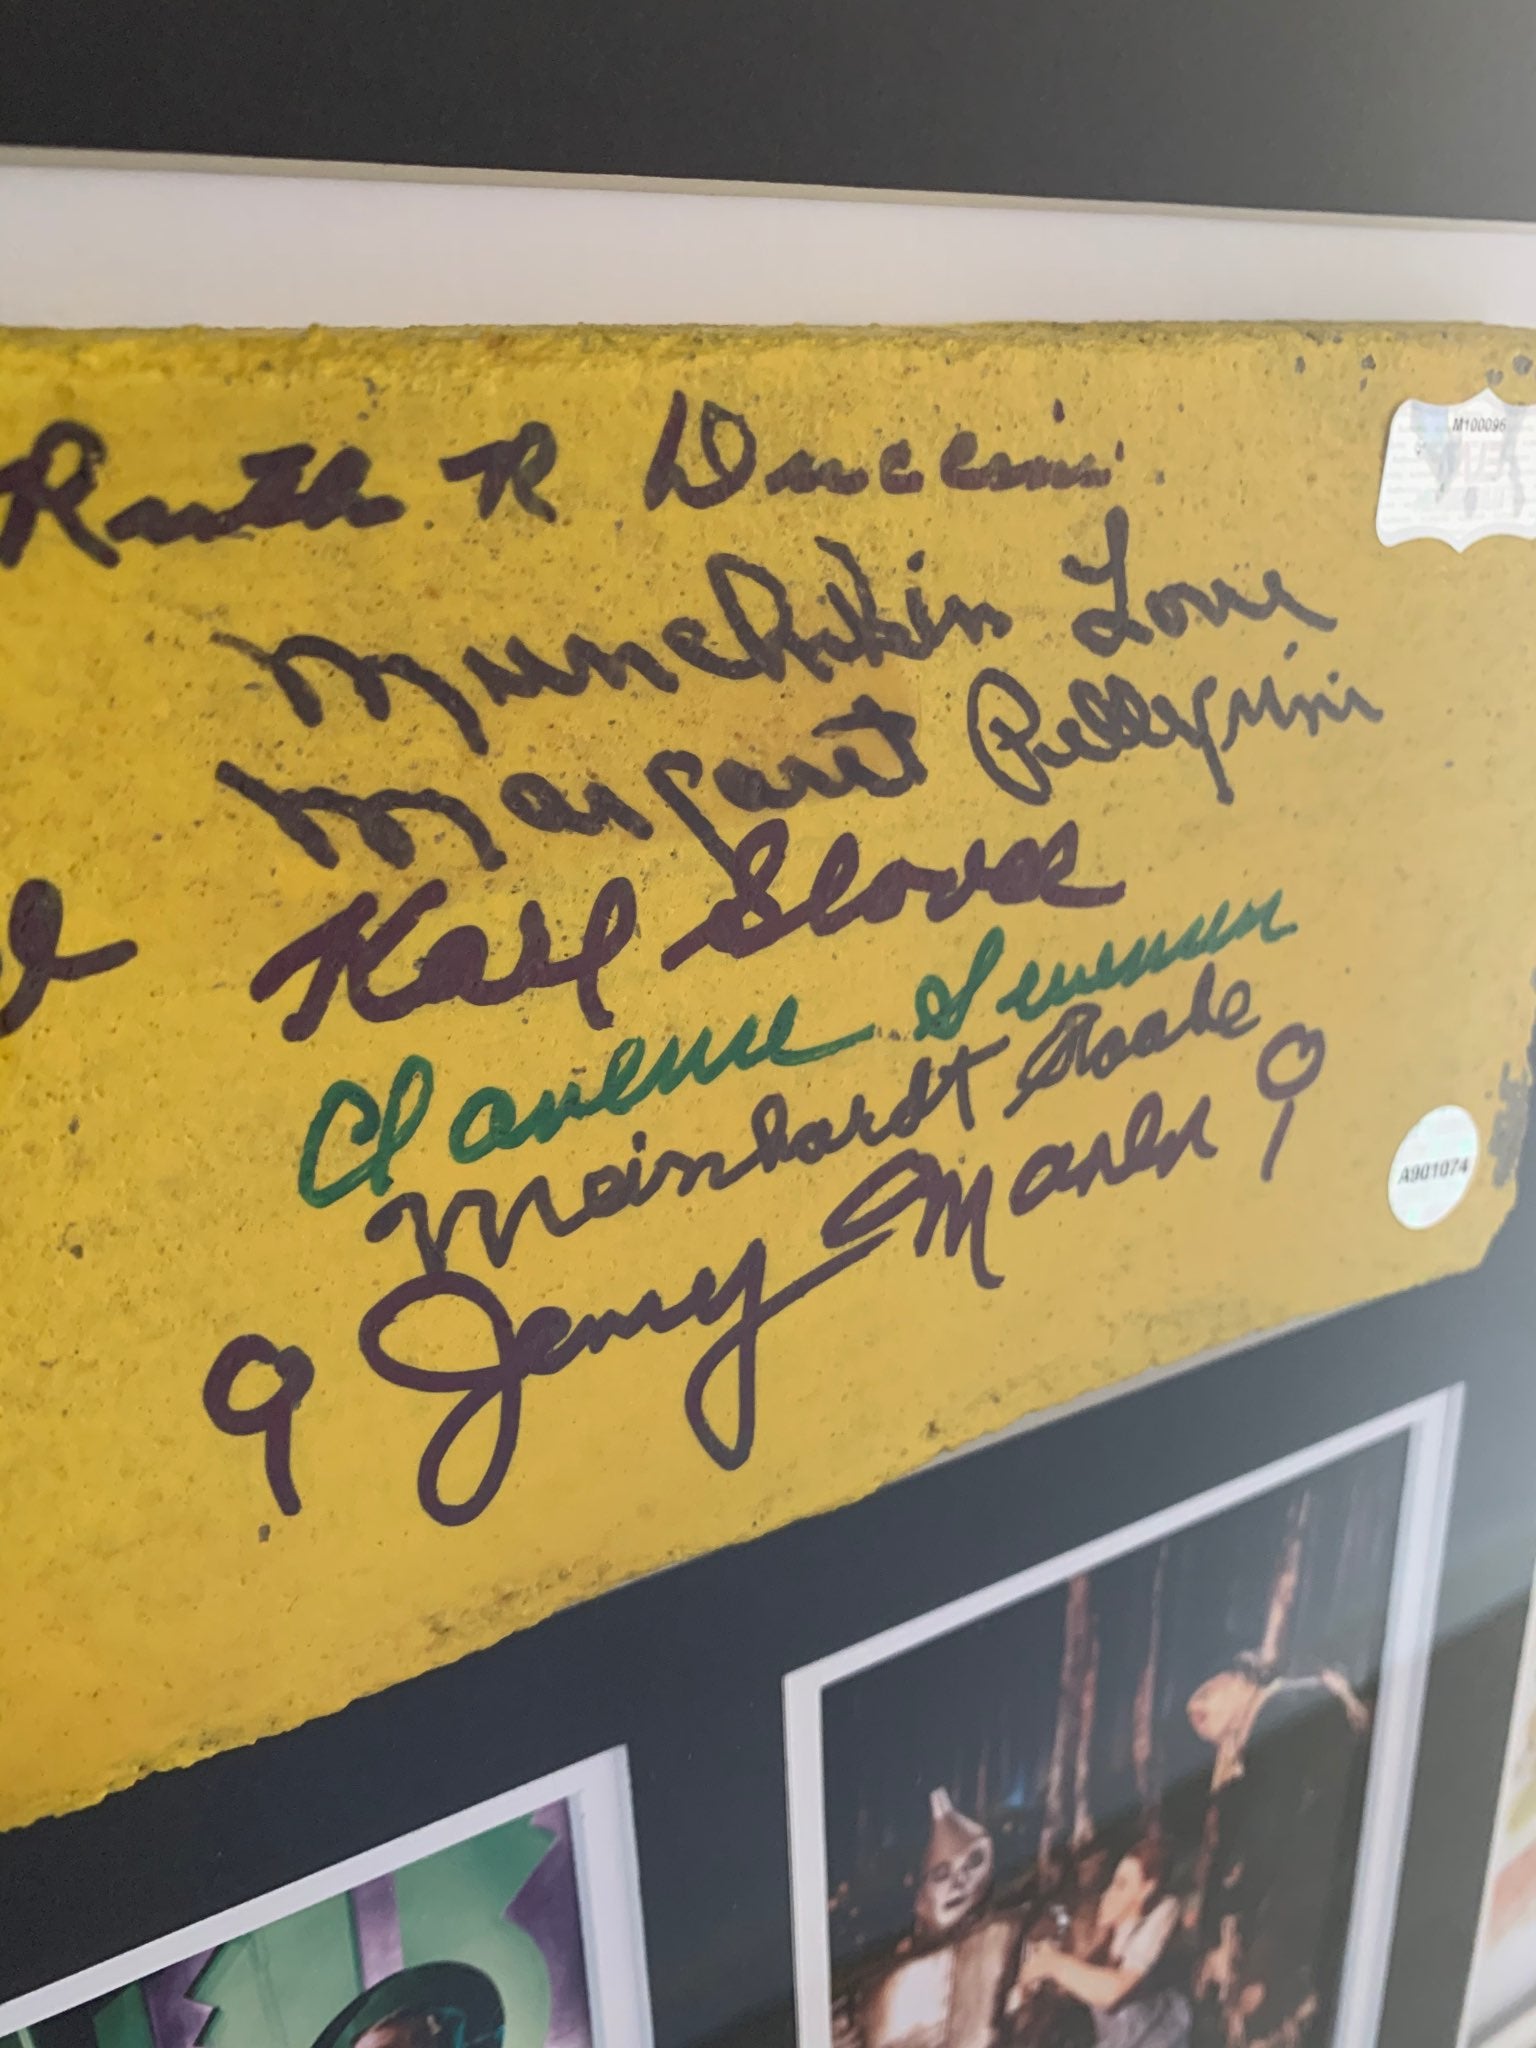 Ruth R Duccini
M100096
Munchkin Love
Margaret Pellegrini
Karl Slover
Clarence Swensen
Meinhardt Raabe
Jerry Maren
A901074